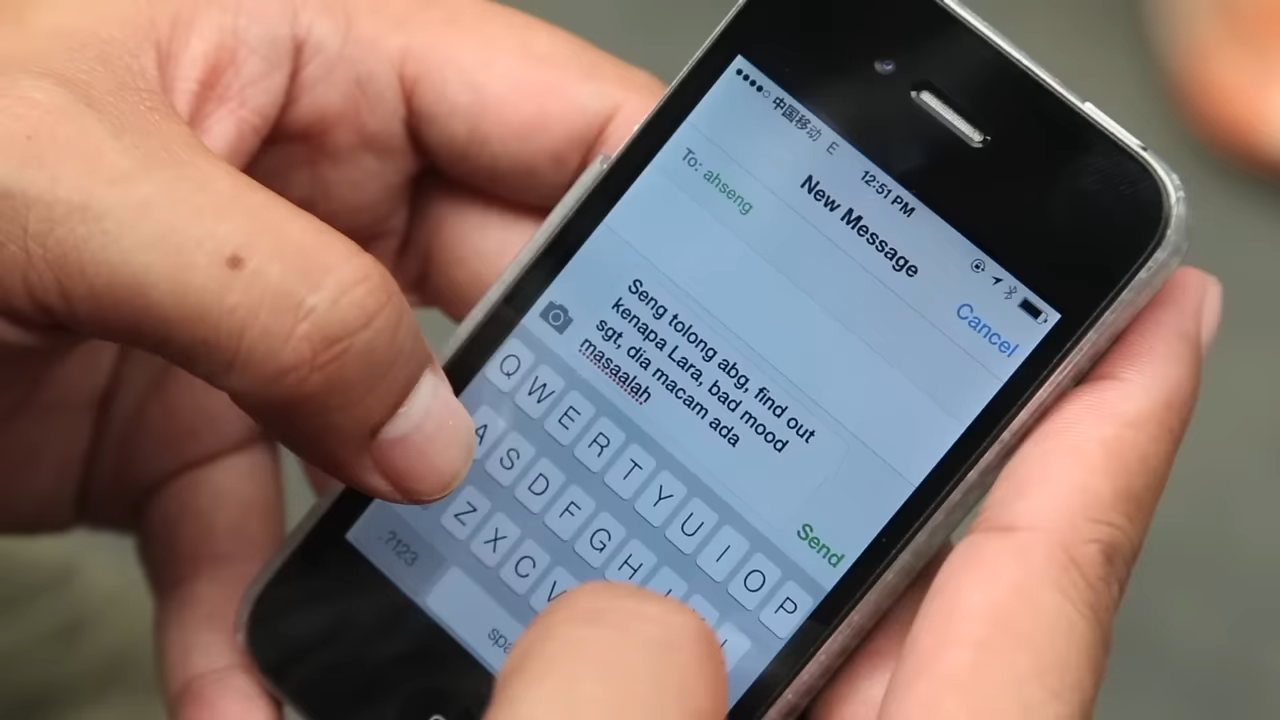 中国移动 E
12:51 PM
To: ahseng
New Message
Cancel
Seng tolong abg, find out
kenapa Lara, bad mood
sgt, dia macam ada
masaalah
Send
Q W E R T Y U I O P
A S D F G H
Z X C V
.?123